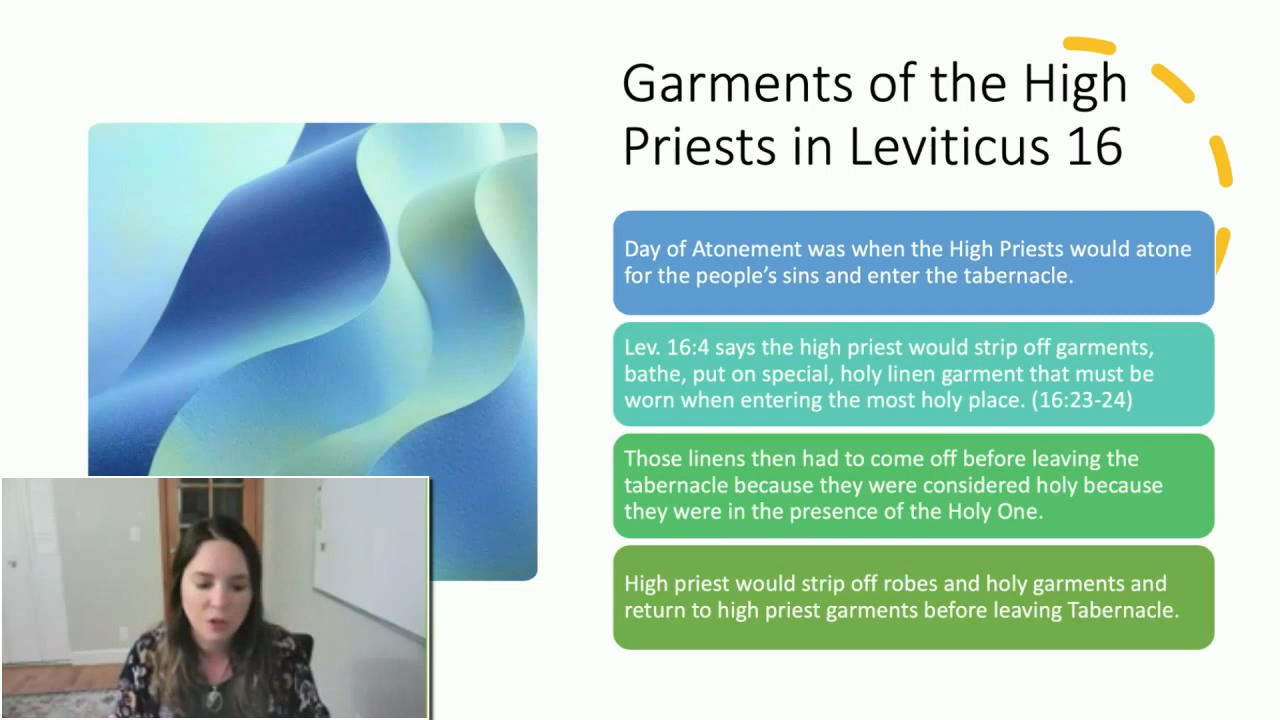 Garments of the High
Priests in Leviticus 16
Day of Atonement was when the High Priests would atone
for the people’s sins and enter the tabernacle.
Lev. 16:4 says the high priest would strip off garments,
bathe, put on special, holy linen garment that must be
worn when entering the most holy place. (16:23-24)
Those linens then had to come off before leaving the
tabernacle because they were considered holy because
they were in the presence of the Holy One.
High priest would strip off robes and holy garments and
return to high priest garments before leaving Tabernacle.